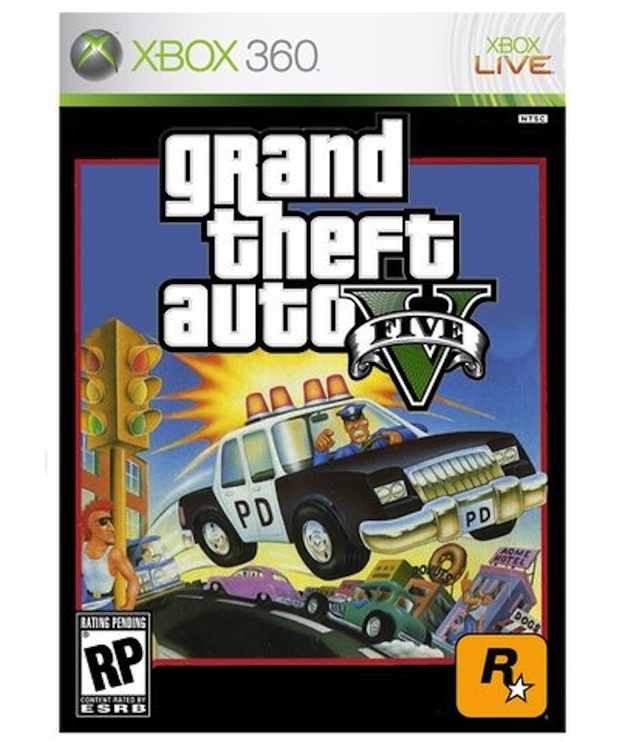 XBOX 360
XBOX
LIVE
NTSC
grand
theft
auto
V
FIVE
PD
PD
DONUTS
ACME
HOTEL
DOGS
RATING PENDING
RP
CONTENT RATED BY
ESRB
R